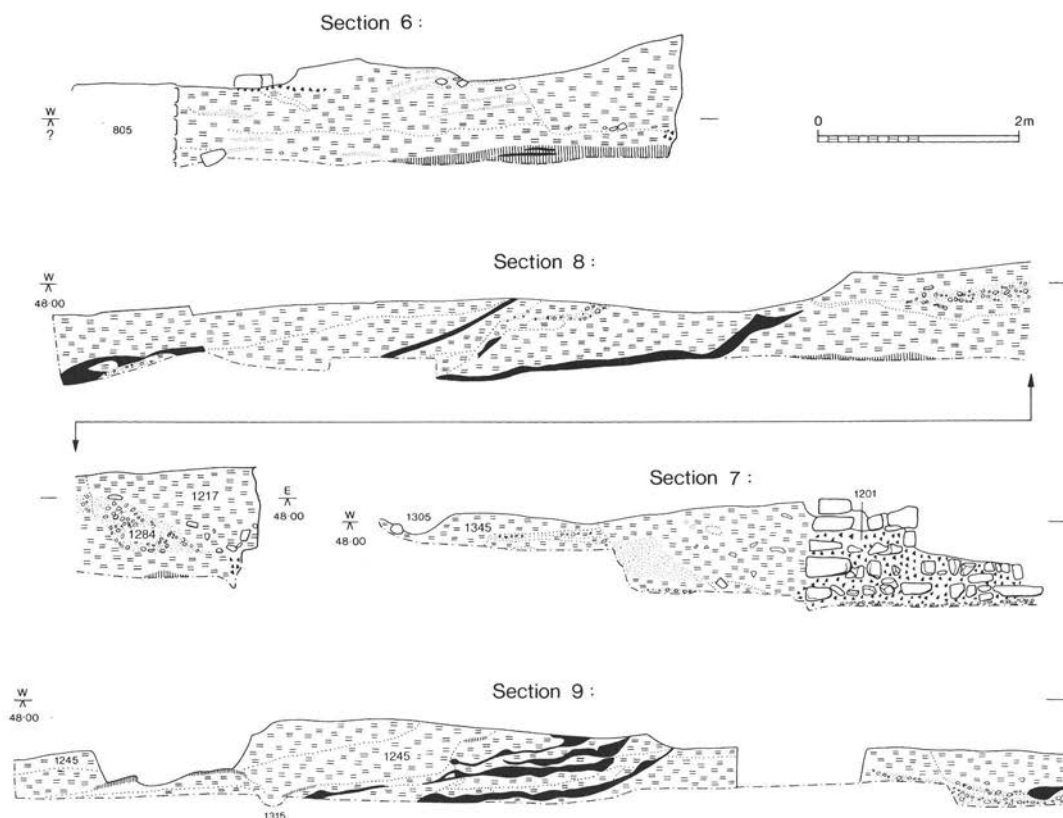 Section 6:
W
?
805
0 2m
Section 8:
W
48·00
1217
1284
E
48·00
Section 7:
W
48·00
1305
1345
1201
Section 9:
W
48·00
1245
1245
1315